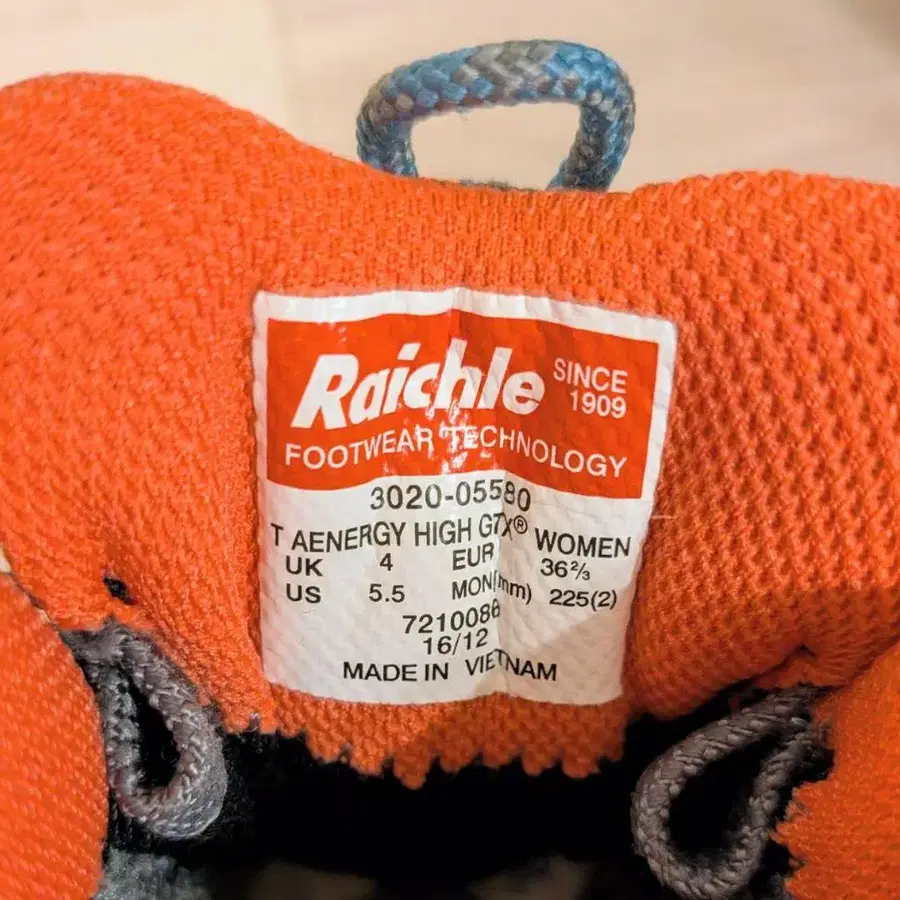 Raichle SINCE 1909
FOOTWEAR TECHNOLOGY
3020-05580
T AENERGY HIGH GTX® WOMEN
UK 4 EUR 36⅔
US 5.5 MON(mm) 225(2)
7210086
16/12
MADE IN VIETNAM